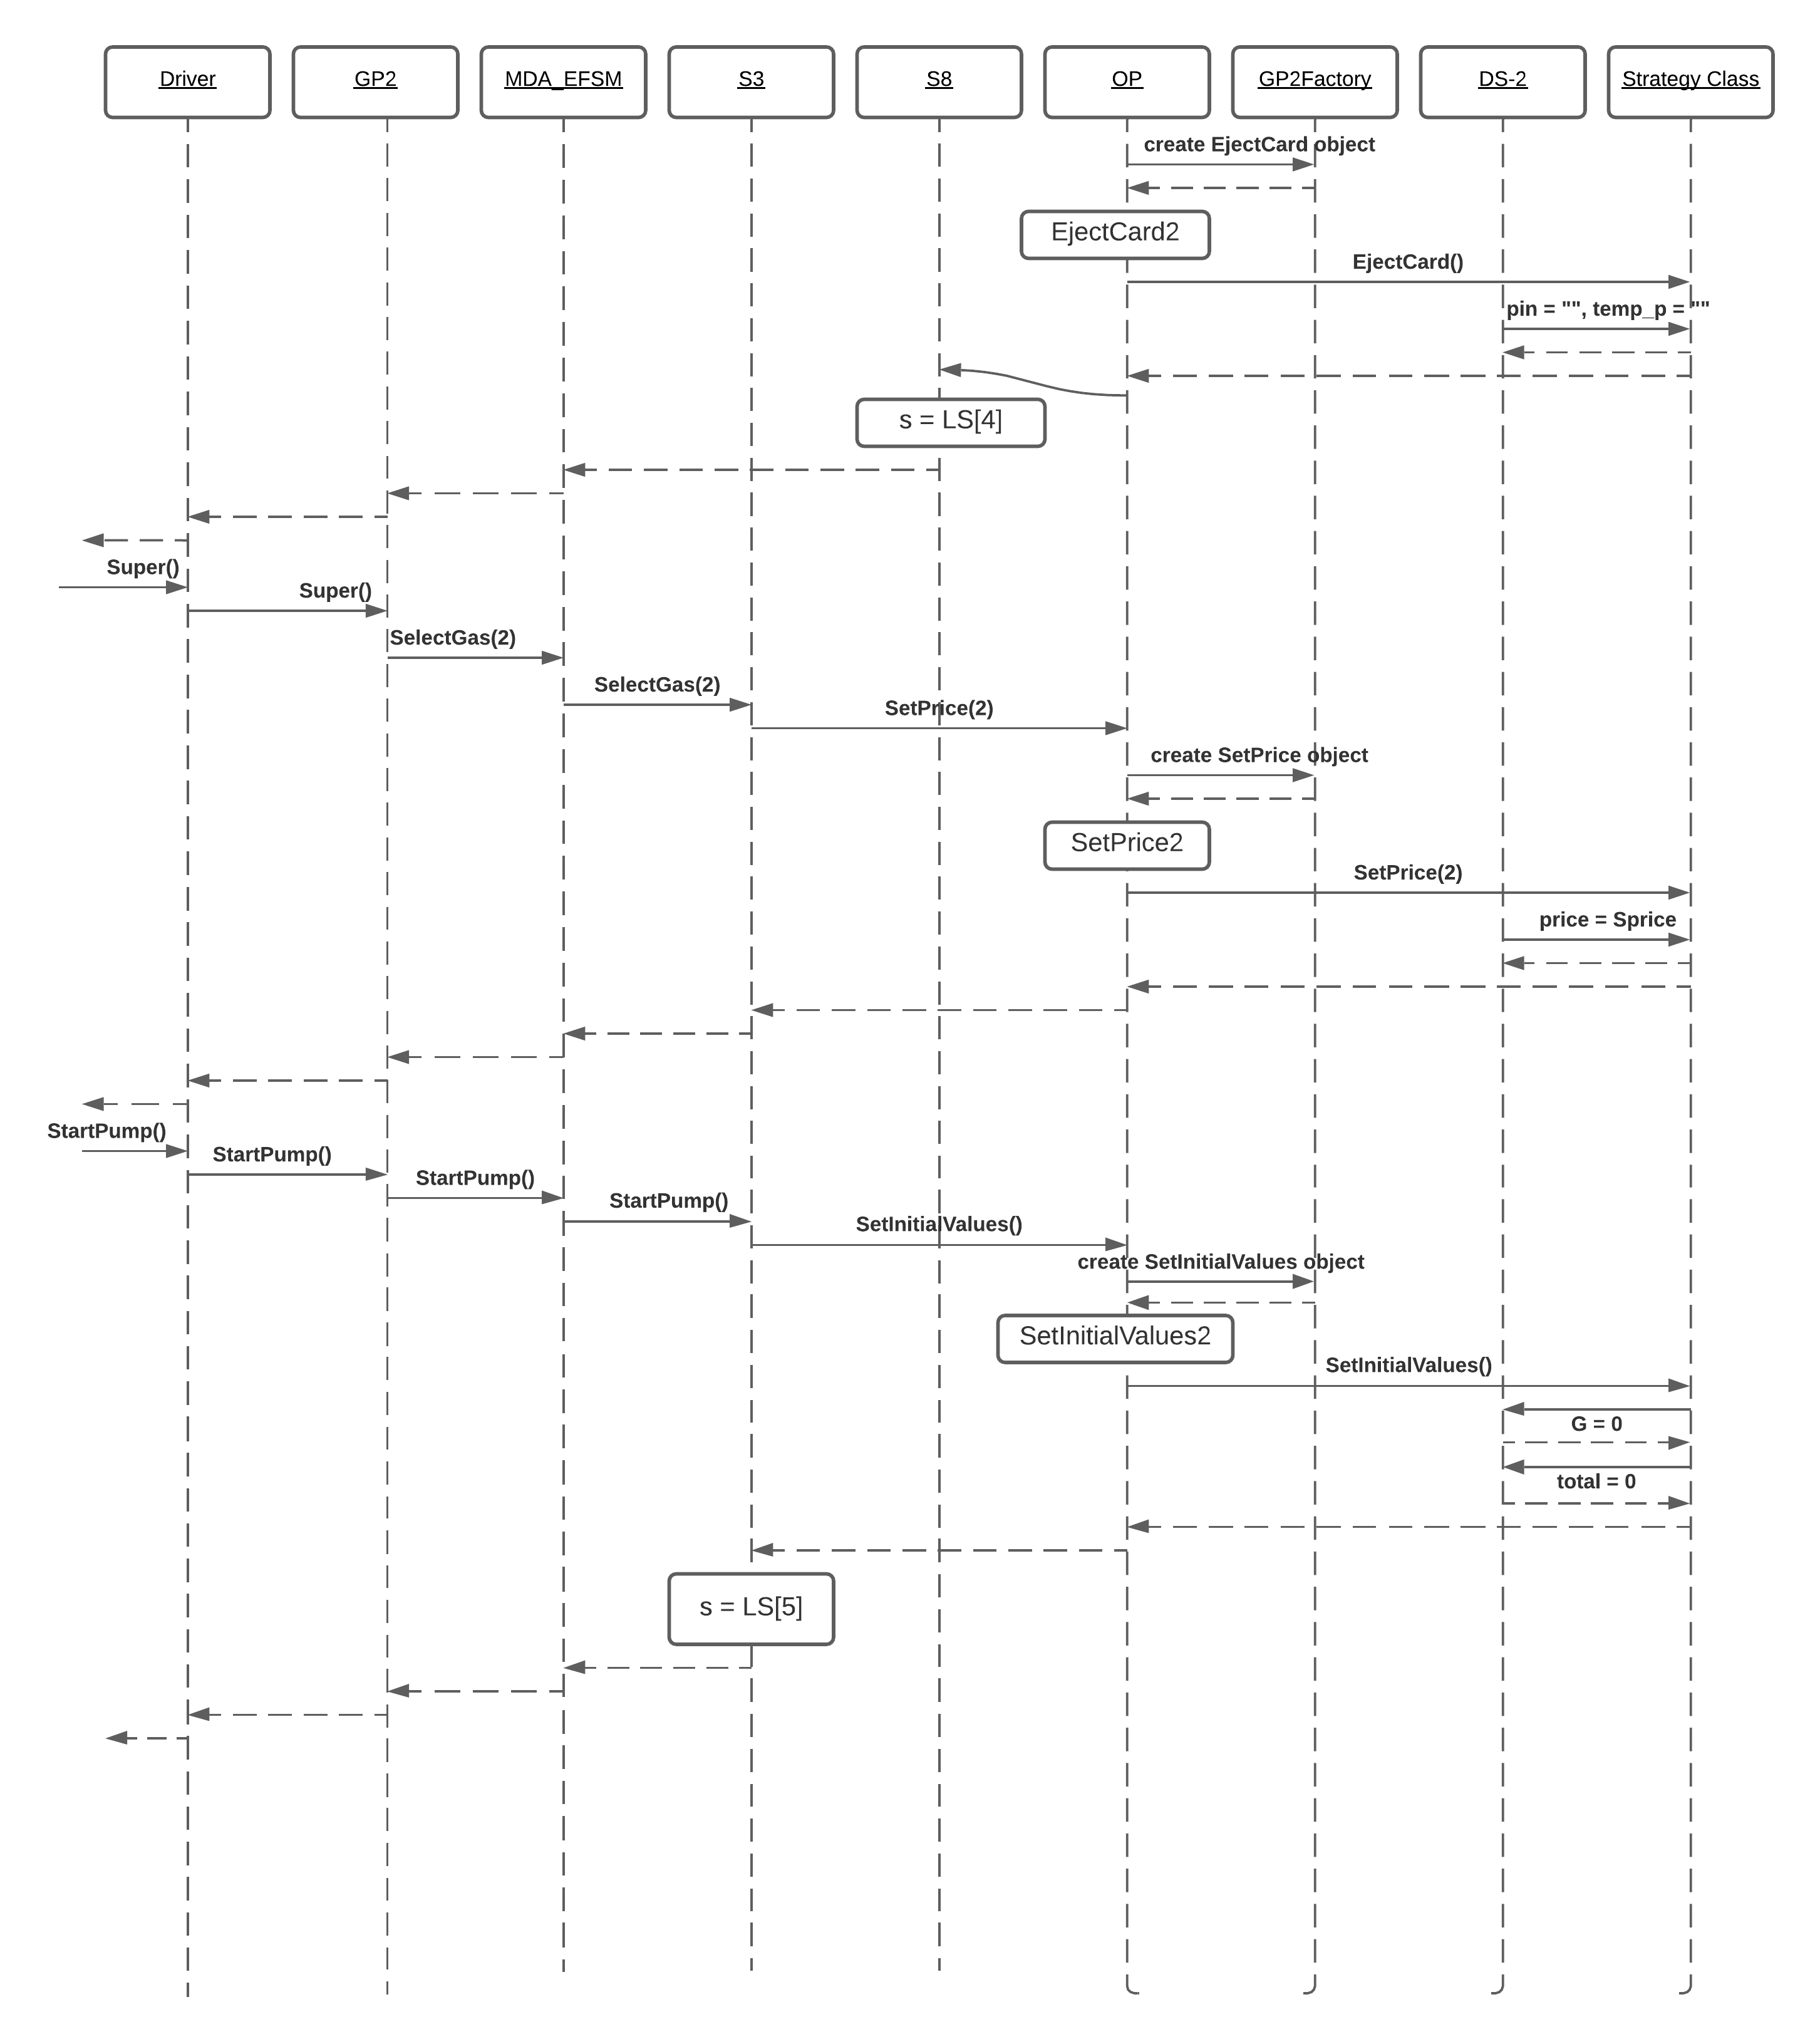 Driver
GP2
MDA_EFSM
S3
S8
OP
GP2Factory
DS-2
Strategy Class
create EjectCard object
EjectCard2
EjectCard()
pin = "", temp_p = ""
s = LS[4]
Super()
Super()
SelectGas(2)
SelectGas(2)
SetPrice(2)
create SetPrice object
SetPrice2
SetPrice(2)
price = Sprice
StartPump()
StartPump()
StartPump()
StartPump()
SetInitialValues()
create SetInitialValues object
SetInitialValues2
SetInitialValues()
G = 0
total = 0
s = LS[5]